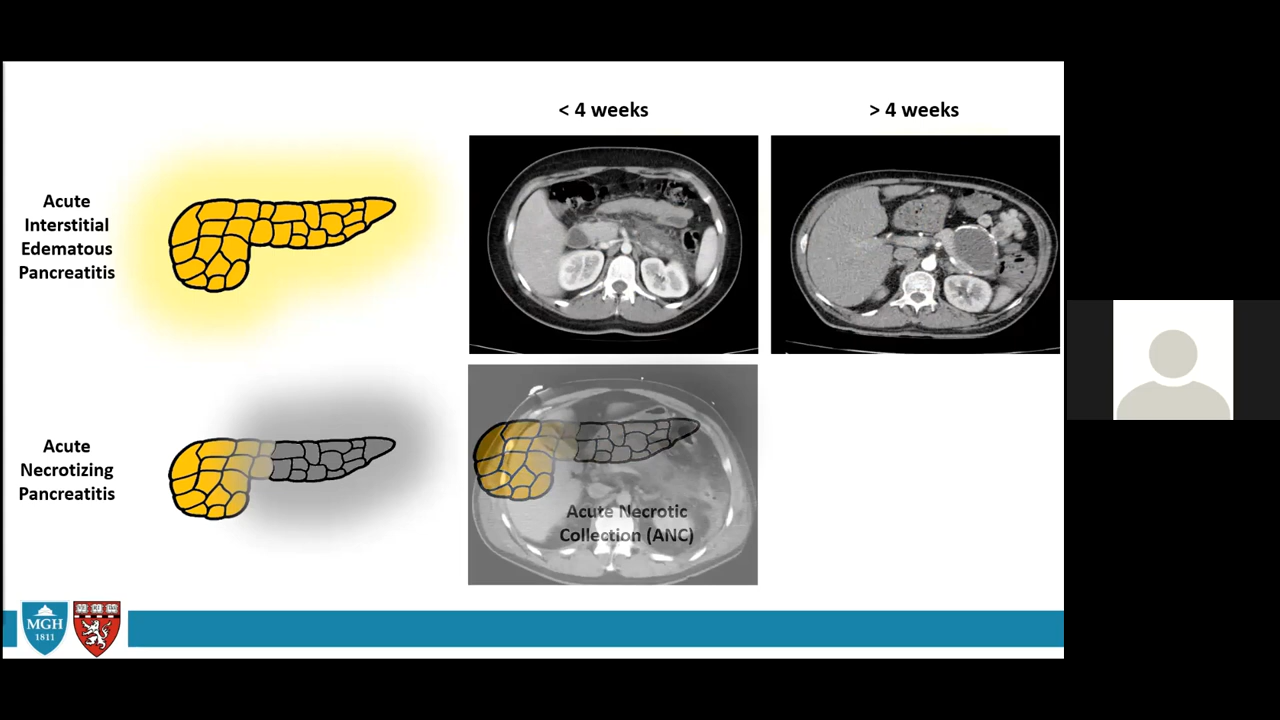 < 4 weeks
> 4 weeks
Acute
Interstitial
Edematous
Pancreatitis
Acute
Necrotizing
Pancreatitis
Acute Necrotic
Collection (ANC)
MGH
1811